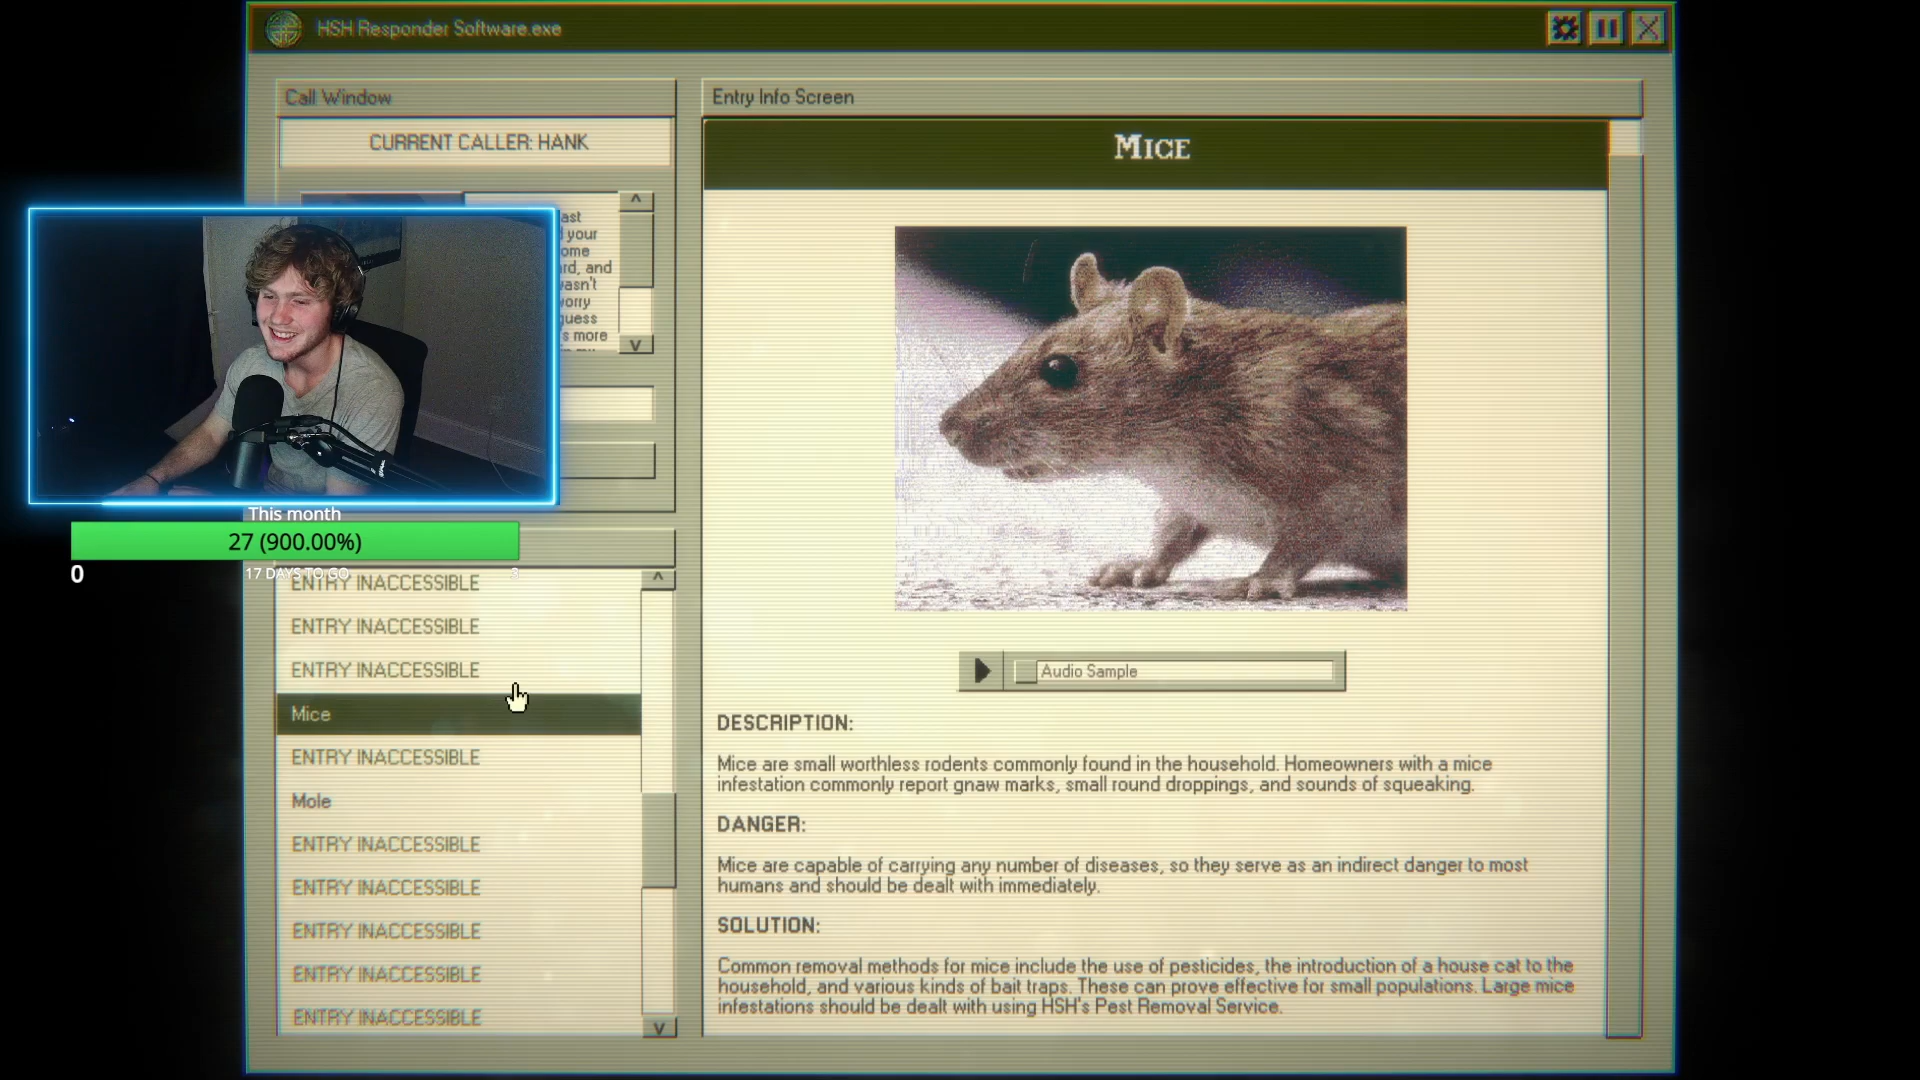 HSH Responder Software.exe
Call Window
CURRENT CALLER: HANK
ast
your
ome
rd, and
wasn't
worry
guess
s more
This month
27 (900.00%)
0
17 DAYS TO GO
3
ENTRY INACCESSIBLE
ENTRY INACCESSIBLE
ENTRY INACCESSIBLE
Mice
ENTRY INACCESSIBLE
Mole
ENTRY INACCESSIBLE
ENTRY INACCESSIBLE
ENTRY INACCESSIBLE
ENTRY INACCESSIBLE
ENTRY INACCESSIBLE
Entry Info Screen
MICE
Audio Sample
DESCRIPTION:
Mice are small worthless rodents commonly found in the household. Homeowners with a mice
infestation commonly report gnaw marks, small round droppings, and sounds of squeaking.
DANGER:
Mice are capable of carrying any number of diseases, so they serve as an indirect danger to most
humans and should be dealt with immediately.
SOLUTION:
Common removal methods for mice include the use of pesticides, the introduction of a house cat to the
household, and various kinds of bait traps. These can prove effective for small populations. Large mice
infestations should be dealt with using HSH's Pest Removal Service.